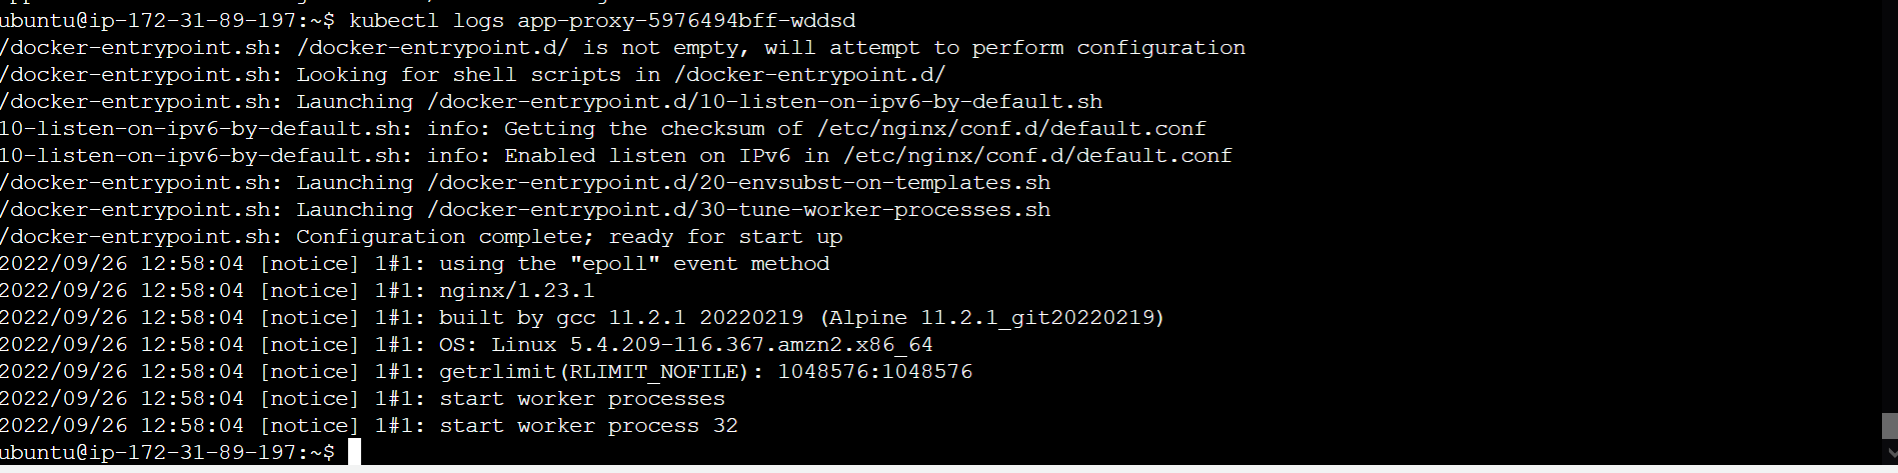 ubuntu@ip-172-31-89-197:~$ kubectl logs app-proxy-5976494bff-wddsd
/docker-entrypoint.sh: /docker-entrypoint.d/ is not empty, will attempt to perform configuration
/docker-entrypoint.sh: Looking for shell scripts in /docker-entrypoint.d/
/docker-entrypoint.sh: Launching /docker-entrypoint.d/10-listen-on-ipv6-by-default.sh
10-listen-on-ipv6-by-default.sh: info: Getting the checksum of /etc/nginx/conf.d/default.conf
10-listen-on-ipv6-by-default.sh: info: Enabled listen on IPv6 in /etc/nginx/conf.d/default.conf
/docker-entrypoint.sh: Launching /docker-entrypoint.d/20-envsubst-on-templates.sh
/docker-entrypoint.sh: Launching /docker-entrypoint.d/30-tune-worker-processes.sh
/docker-entrypoint.sh: Configuration complete; ready for start up
2022/09/26 12:58:04 [notice] 1#1: using the "epoll" event method
2022/09/26 12:58:04 [notice] 1#1: nginx/1.23.1
2022/09/26 12:58:04 [notice] 1#1: built by gcc 11.2.1 20220219 (Alpine 11.2.1_git20220219)
2022/09/26 12:58:04 [notice] 1#1: OS: Linux 5.4.209-116.367.amzn2.x86_64
2022/09/26 12:58:04 [notice] 1#1: getrlimit(RLIMIT_NOFILE): 1048576:1048576
2022/09/26 12:58:04 [notice] 1#1: start worker processes
2022/09/26 12:58:04 [notice] 1#1: start worker process 32
ubuntu@ip-172-31-89-197:~$